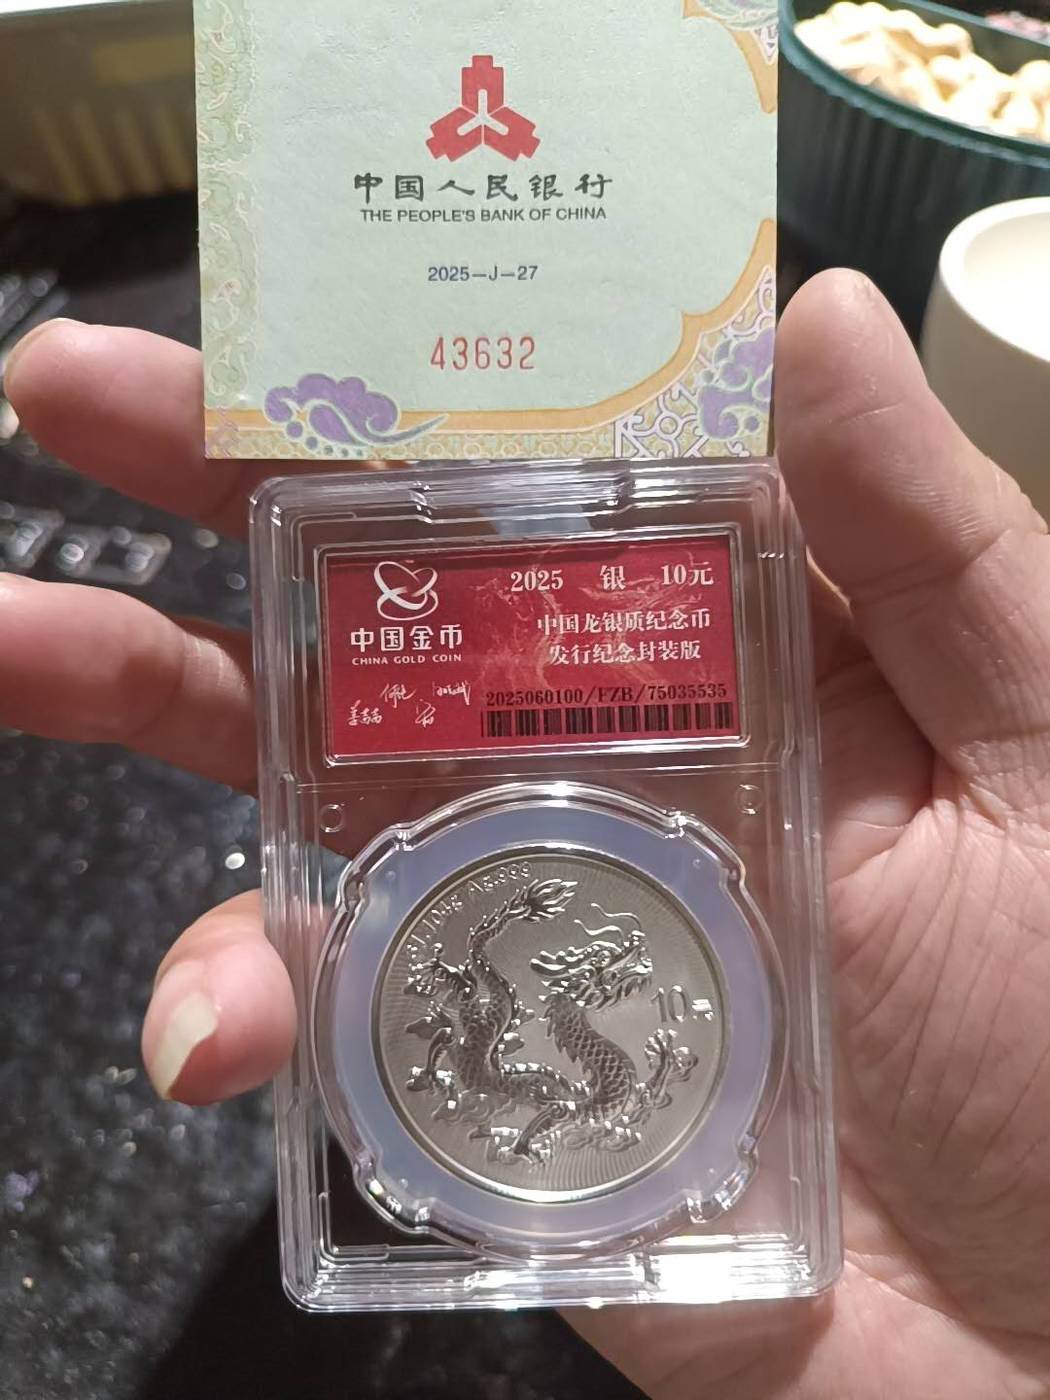 中国人民银行
THE PEOPLE'S BANK OF CHINA
2025—J—27
43632
2025 银 10元
中国龙银质纪念币
发行纪念封装版
中国金币
CHINA GOLD COIN
2025060100/FZB/75035535
Ag.999
10元